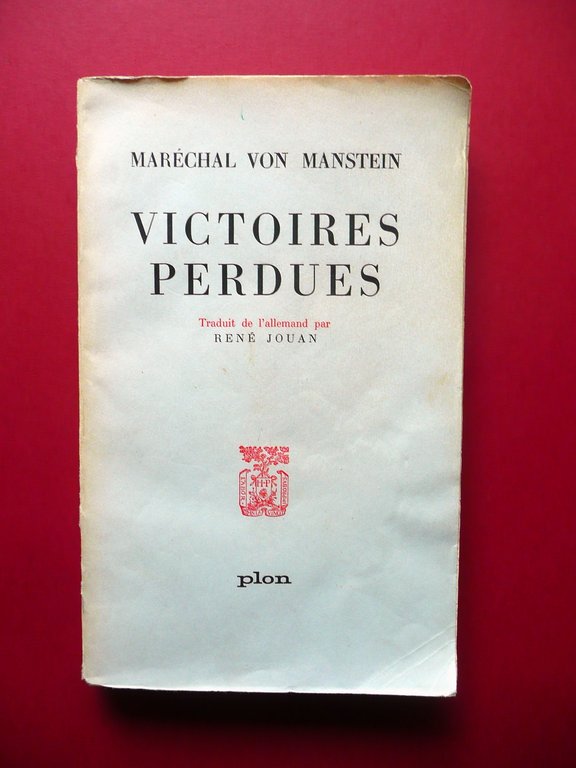 MARÉCHAL VON MANSTEIN
VICTOIRES
PERDUES
Traduit de l'allemand par
RENÉ JOUAN
plon